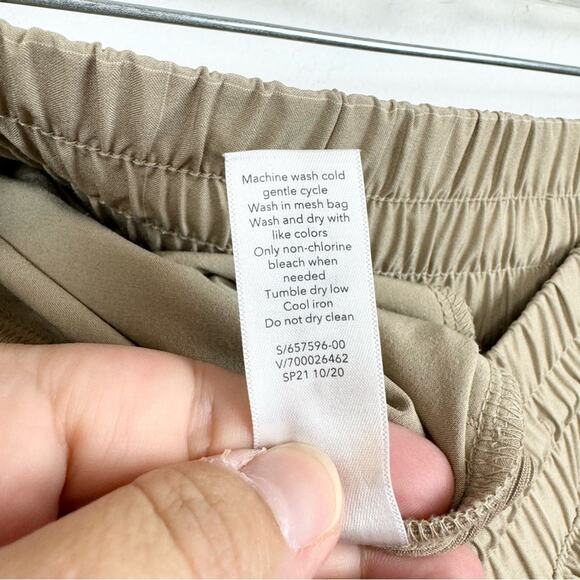 Machine wash cold
gentle cycle
Wash in mesh bag
Wash and dry with
like colors
Only non-chlorine
bleach when
needed
Tumble dry low
Cool iron
Do not dry clean
S/657596-00
V/700026462
SP21 10/20